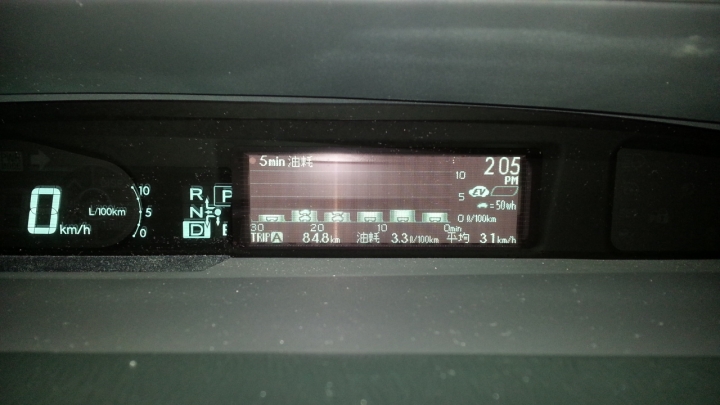 5min 油耗
2:05
PM
10
5
0 ℓ/100km
EV
=50Wh
30
20
10
0min
TRIP A 84.8km 油耗 3.3ℓ/100km 平均 31km/h
0 km/h
L/100km
10
5
0
R
N
D
P